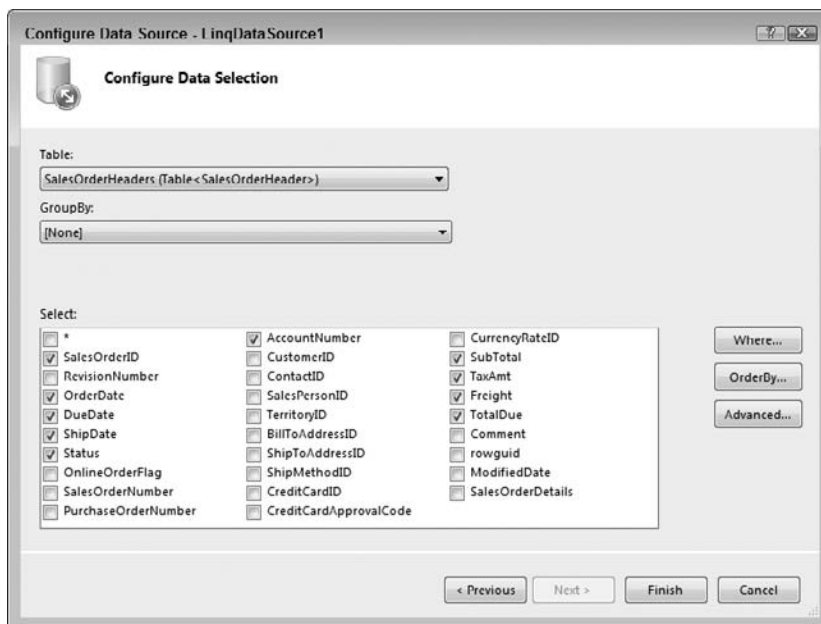 Configure Data Source - LinqDataSource1
Configure Data Selection
Table:
SalesOrderHeaders (Table<SalesOrderHeader>)
GroupBy:
[None]
Select:
*
SalesOrderID
RevisionNumber
OrderDate
DueDate
ShipDate
Status
OnlineOrderFlag
SalesOrderNumber
PurchaseOrderNumber
AccountNumber
CustomerID
ContactID
SalesPersonID
TerritoryID
BillToAddressID
ShipToAddressID
ShipMethodID
CreditCardID
CreditCardApprovalCode
CurrencyRateID
SubTotal
TaxAmt
Freight
TotalDue
Comment
rowguid
ModifiedDate
SalesOrderDetails
Where...
OrderBy...
Advanced...
< Previous
Next >
Finish
Cancel